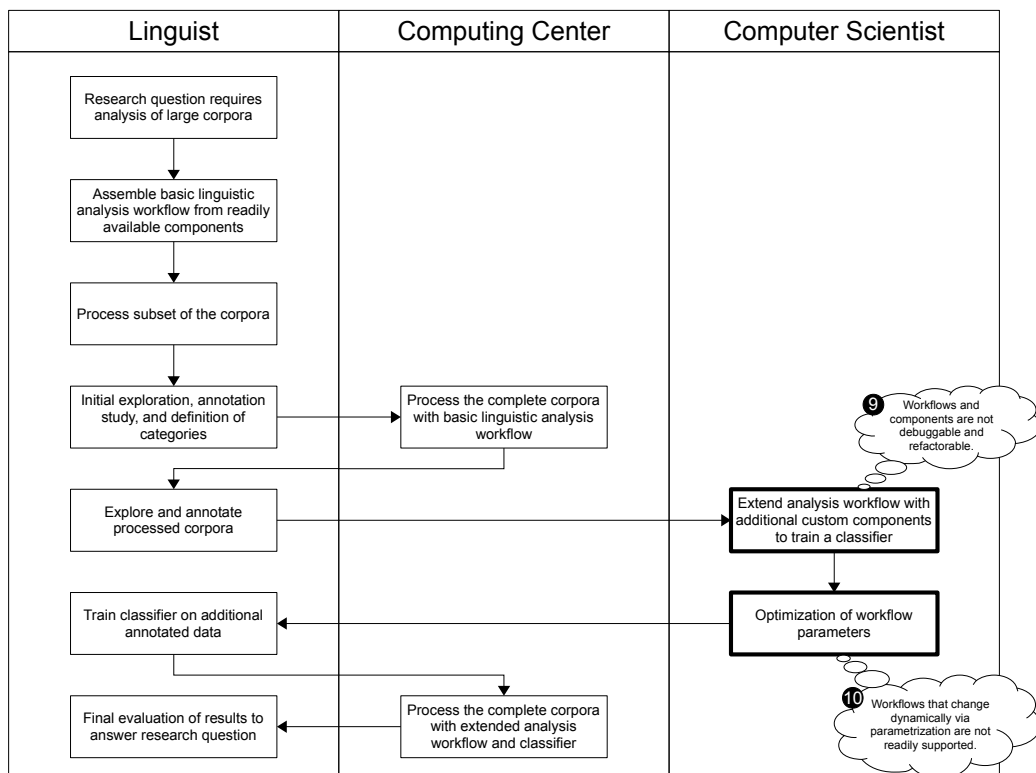 Linguist
Computing Center
Computer Scientist
Research question requires
analysis of large corpora
Assemble basic linguistic
analysis workflow from readily
available components
Process subset of the corpora
Initial exploration, annotation
study, and definition of
categories
Process the complete corpora
with basic linguistic analysis
workflow
9
Workflows and
components are not
debuggable and
refactorable.
Explore and annotate
processed corpora
Extend analysis workflow with
additional custom components
to train a classifier
Train classifier on additional
annotated data
Optimization of workflow
parameters
Final evaluation of results to
answer research question
Process the complete corpora
with extended analysis
workflow and classifier
10
Workflows that change
dynamically via
parametrization are not
readily supported.